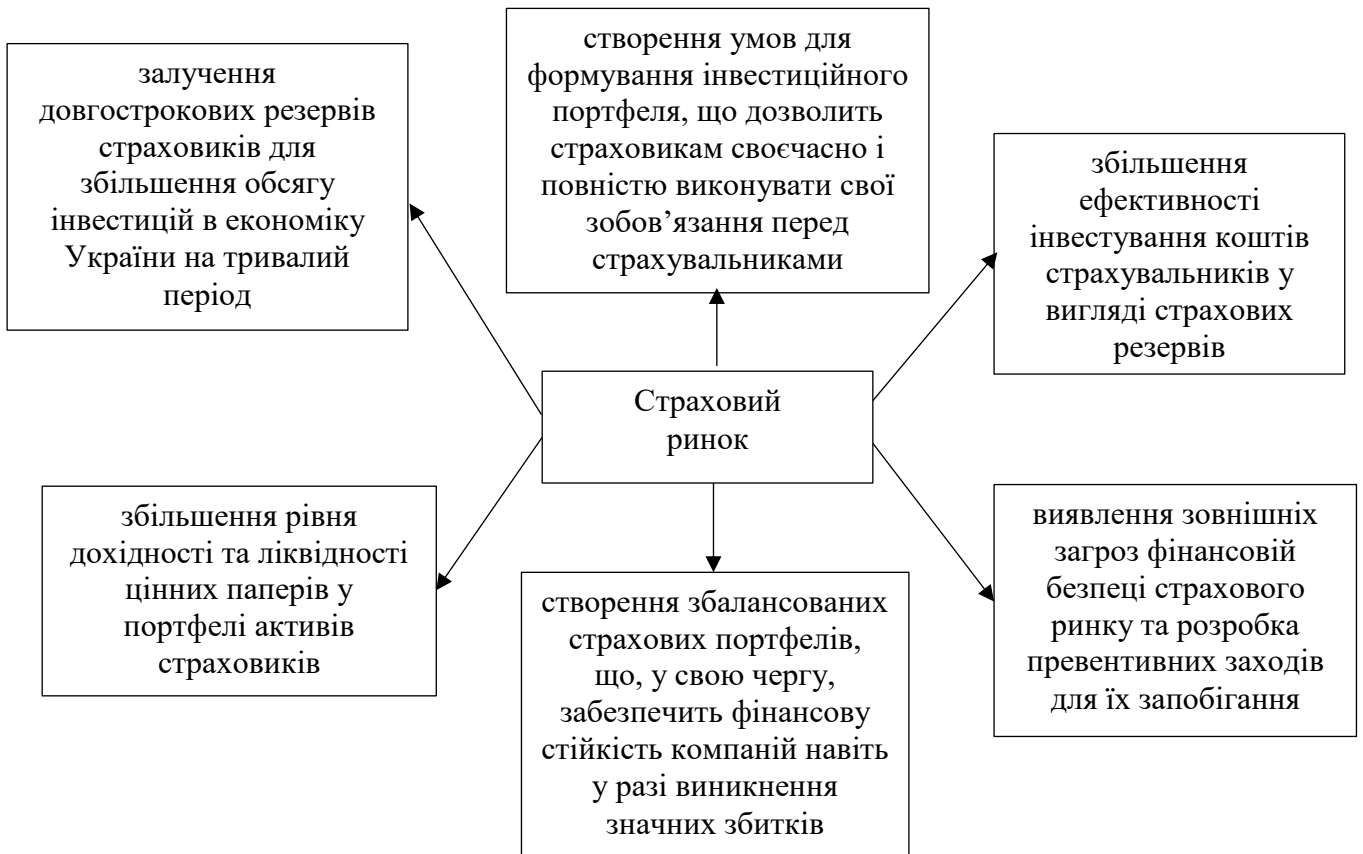 залучення
довгострокових резервів
страховиків для
збільшення обсягу
інвестицій в економіку
України на тривалий
період
створення умов для
формування інвестиційного
портфеля, що дозволить
страховикам своєчасно і
повністю виконувати свої
зобов’язання перед
страхувальниками
збільшення
ефективності
інвестування коштів
страхувальників у
вигляді страхових
резервів
Страховий
ринок
збільшення рівня
дохідності та ліквідності
цінних паперів у
портфелі активів
страховиків
створення збалансованих
страхових портфелів,
що, у свою чергу,
забезпечить фінансову
стійкість компаній навіть
у разі виникнення
значних збитків
виявлення зовнішніх
загроз фінансовій
безпеці страхового
ринку та розробка
превентивних заходів
для їх запобігання